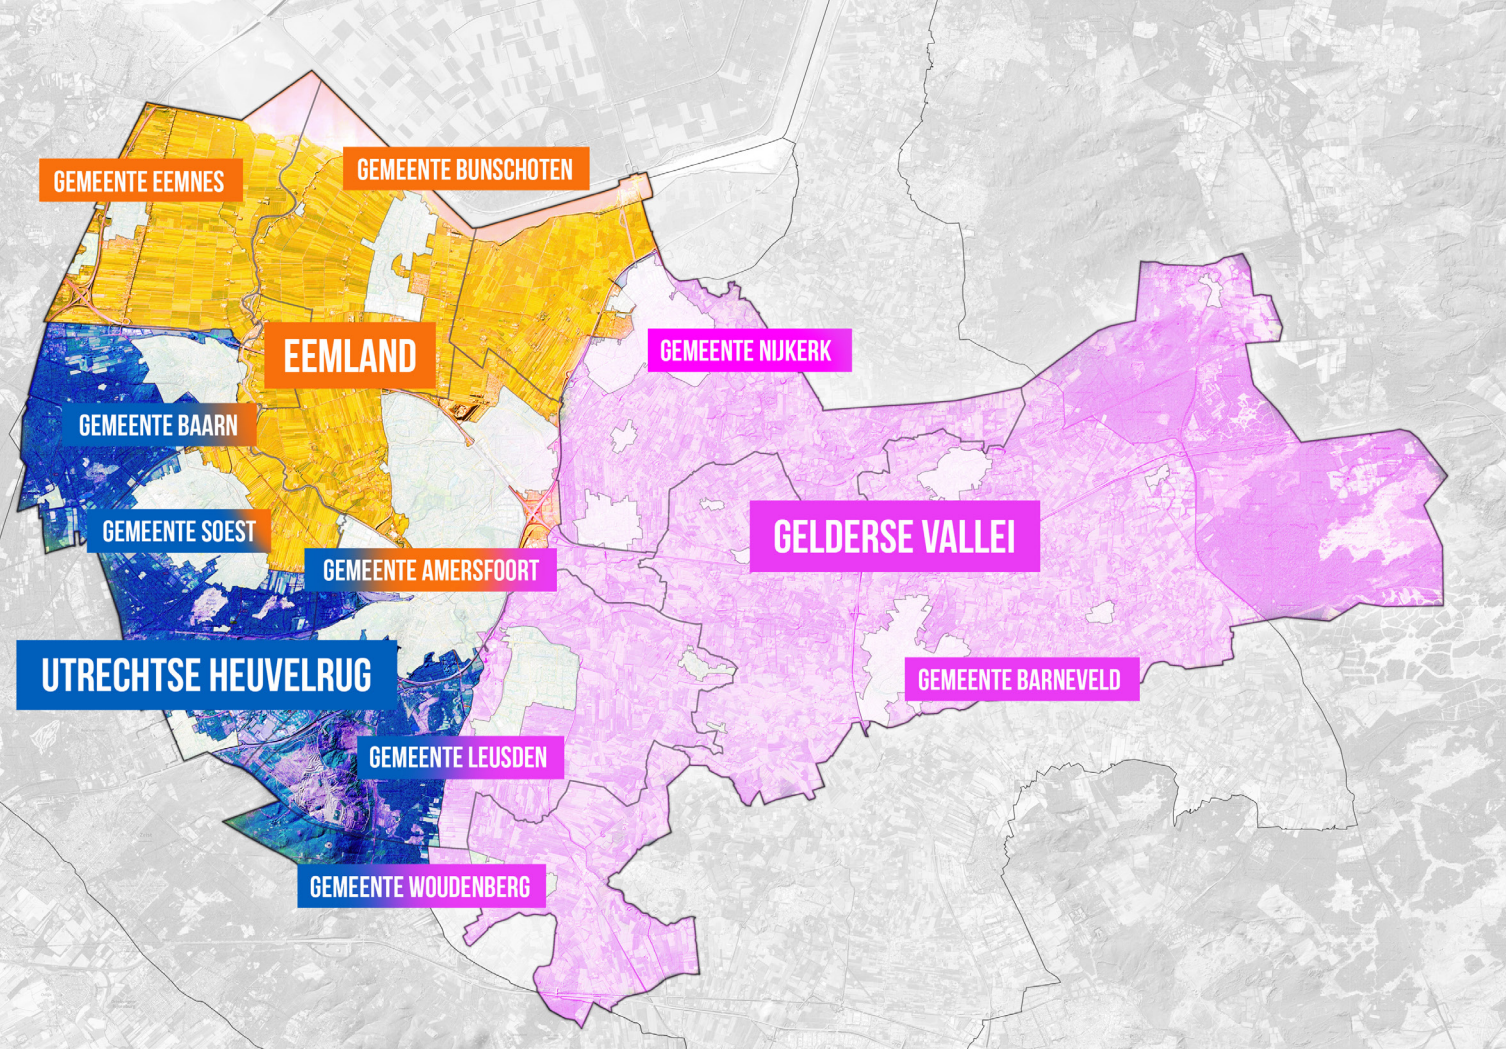 GEMEENTE BUNSCHOTEN
GEMEENTE EEMNES
EEMLAND
GEMEENTE NIJKERK
GEMEENTE BAARN
GEMEENTE SOEST
GELDERSE VALLEI
GEMEENTE AMERSFOORT
UTRECHTSE HEUVELRUG
GEMEENTE BARNEVELD
GEMEENTE LEUSDEN
GEMEENTE WOUDENBERG